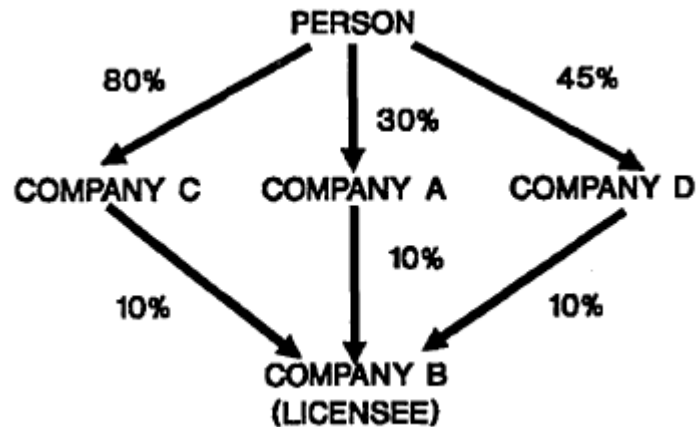 PERSON
80%
45%
30%
COMPANY C
COMPANY A
COMPANY D
10%
10%
10%
COMPANY B
(LICENSEE)